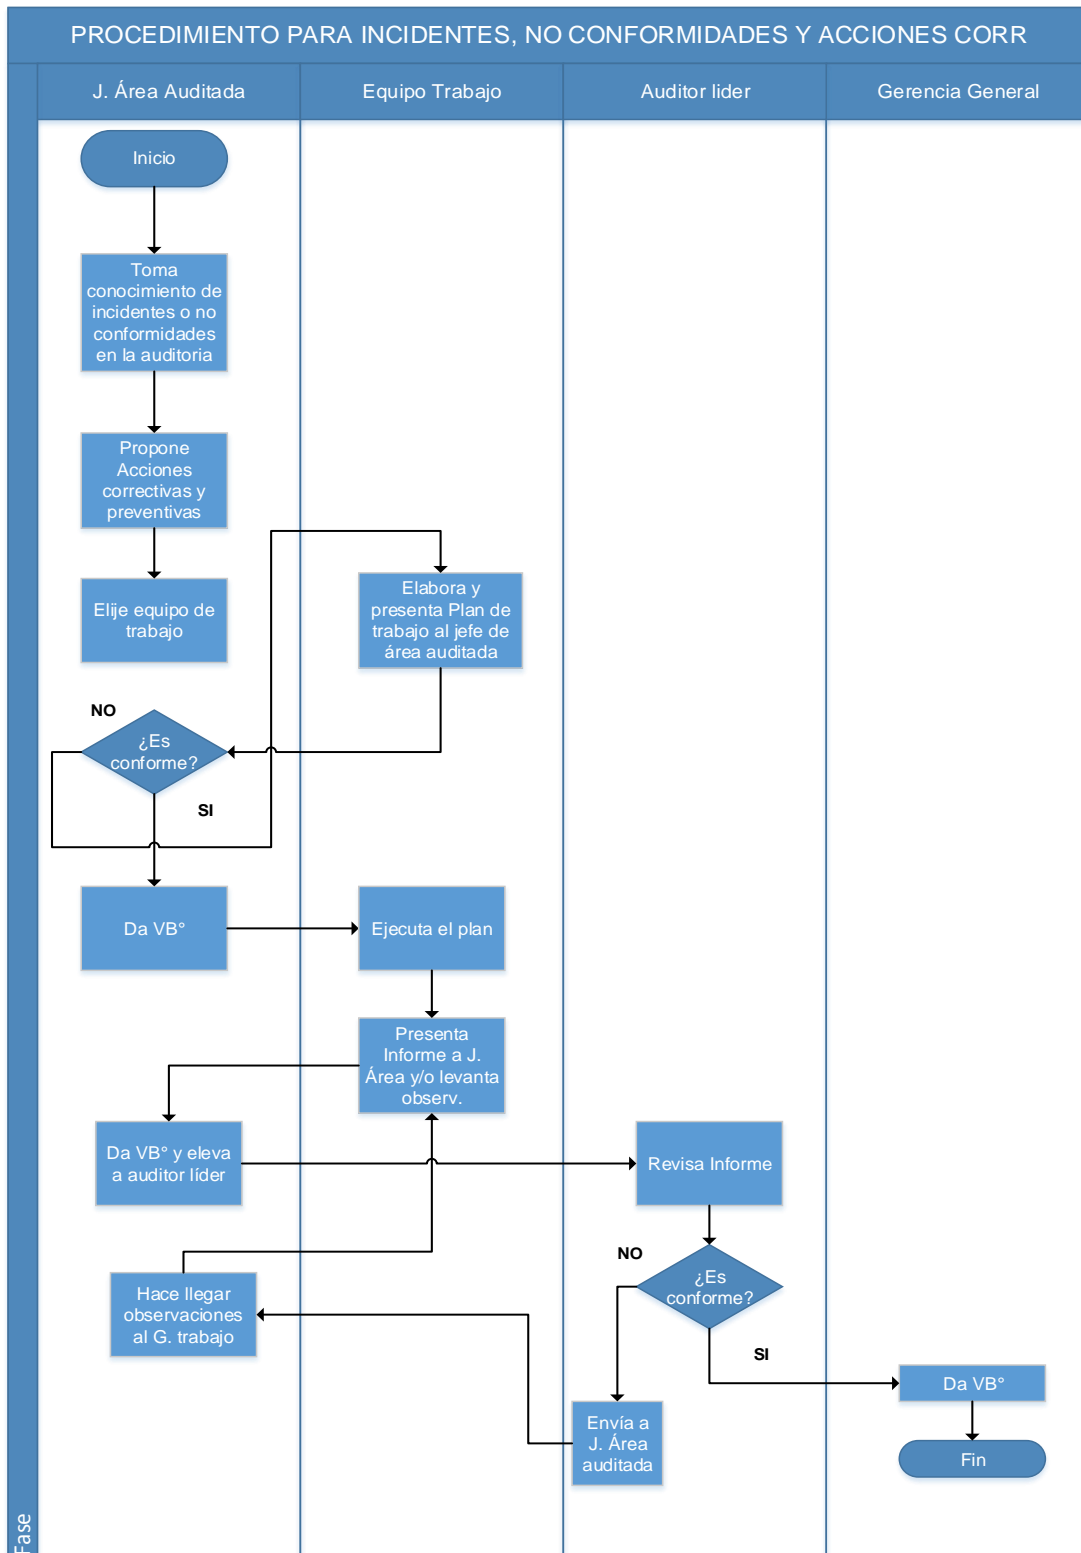 PROCEDIMIENTO PARA INCIDENTES, NO CONFORMIDADES Y ACCIONES CORR
J. Área Auditada
Equipo Trabajo
Auditor lider
Gerencia General
Inicio
Toma
conocimiento de
incidentes o no
conformidades
en la auditoria
Propone
Acciones
correctivas y
preventivas
Elije equipo de
trabajo
Elabora y
presenta Plan de
trabajo al jefe de
área auditada
NO
¿Es
conforme?
SI
Da VB°
Ejecuta el plan
Presenta
Informe a J.
Área y/o levanta
observ.
Da VB° y eleva
a auditor líder
Revisa Informe
NO
¿Es
conforme?
SI
Hace llegar
observaciones
al G. trabajo
Da VB°
Envía a
J. Área
auditada
Fin
Fase